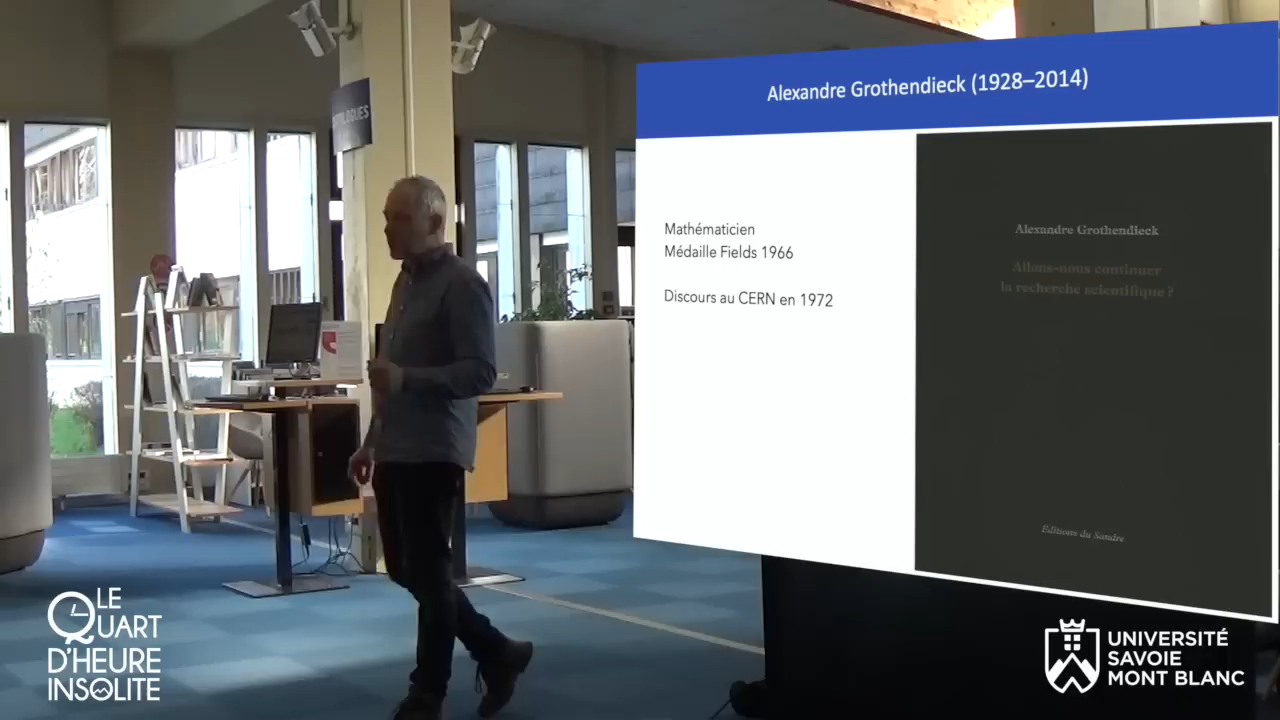 Alexandre Grothendieck (1928–2014)
Mathématicien
Médaille Fields 1966
Discours au CERN en 1972
Alexandre Grothendieck
Allons-nous continuer
la recherche scientifique ?
Editions du Sandre
LE
QUART
D'HEURE
INSOLITE
UNIVERSITÉ
SAVOIE
MONT BLANC